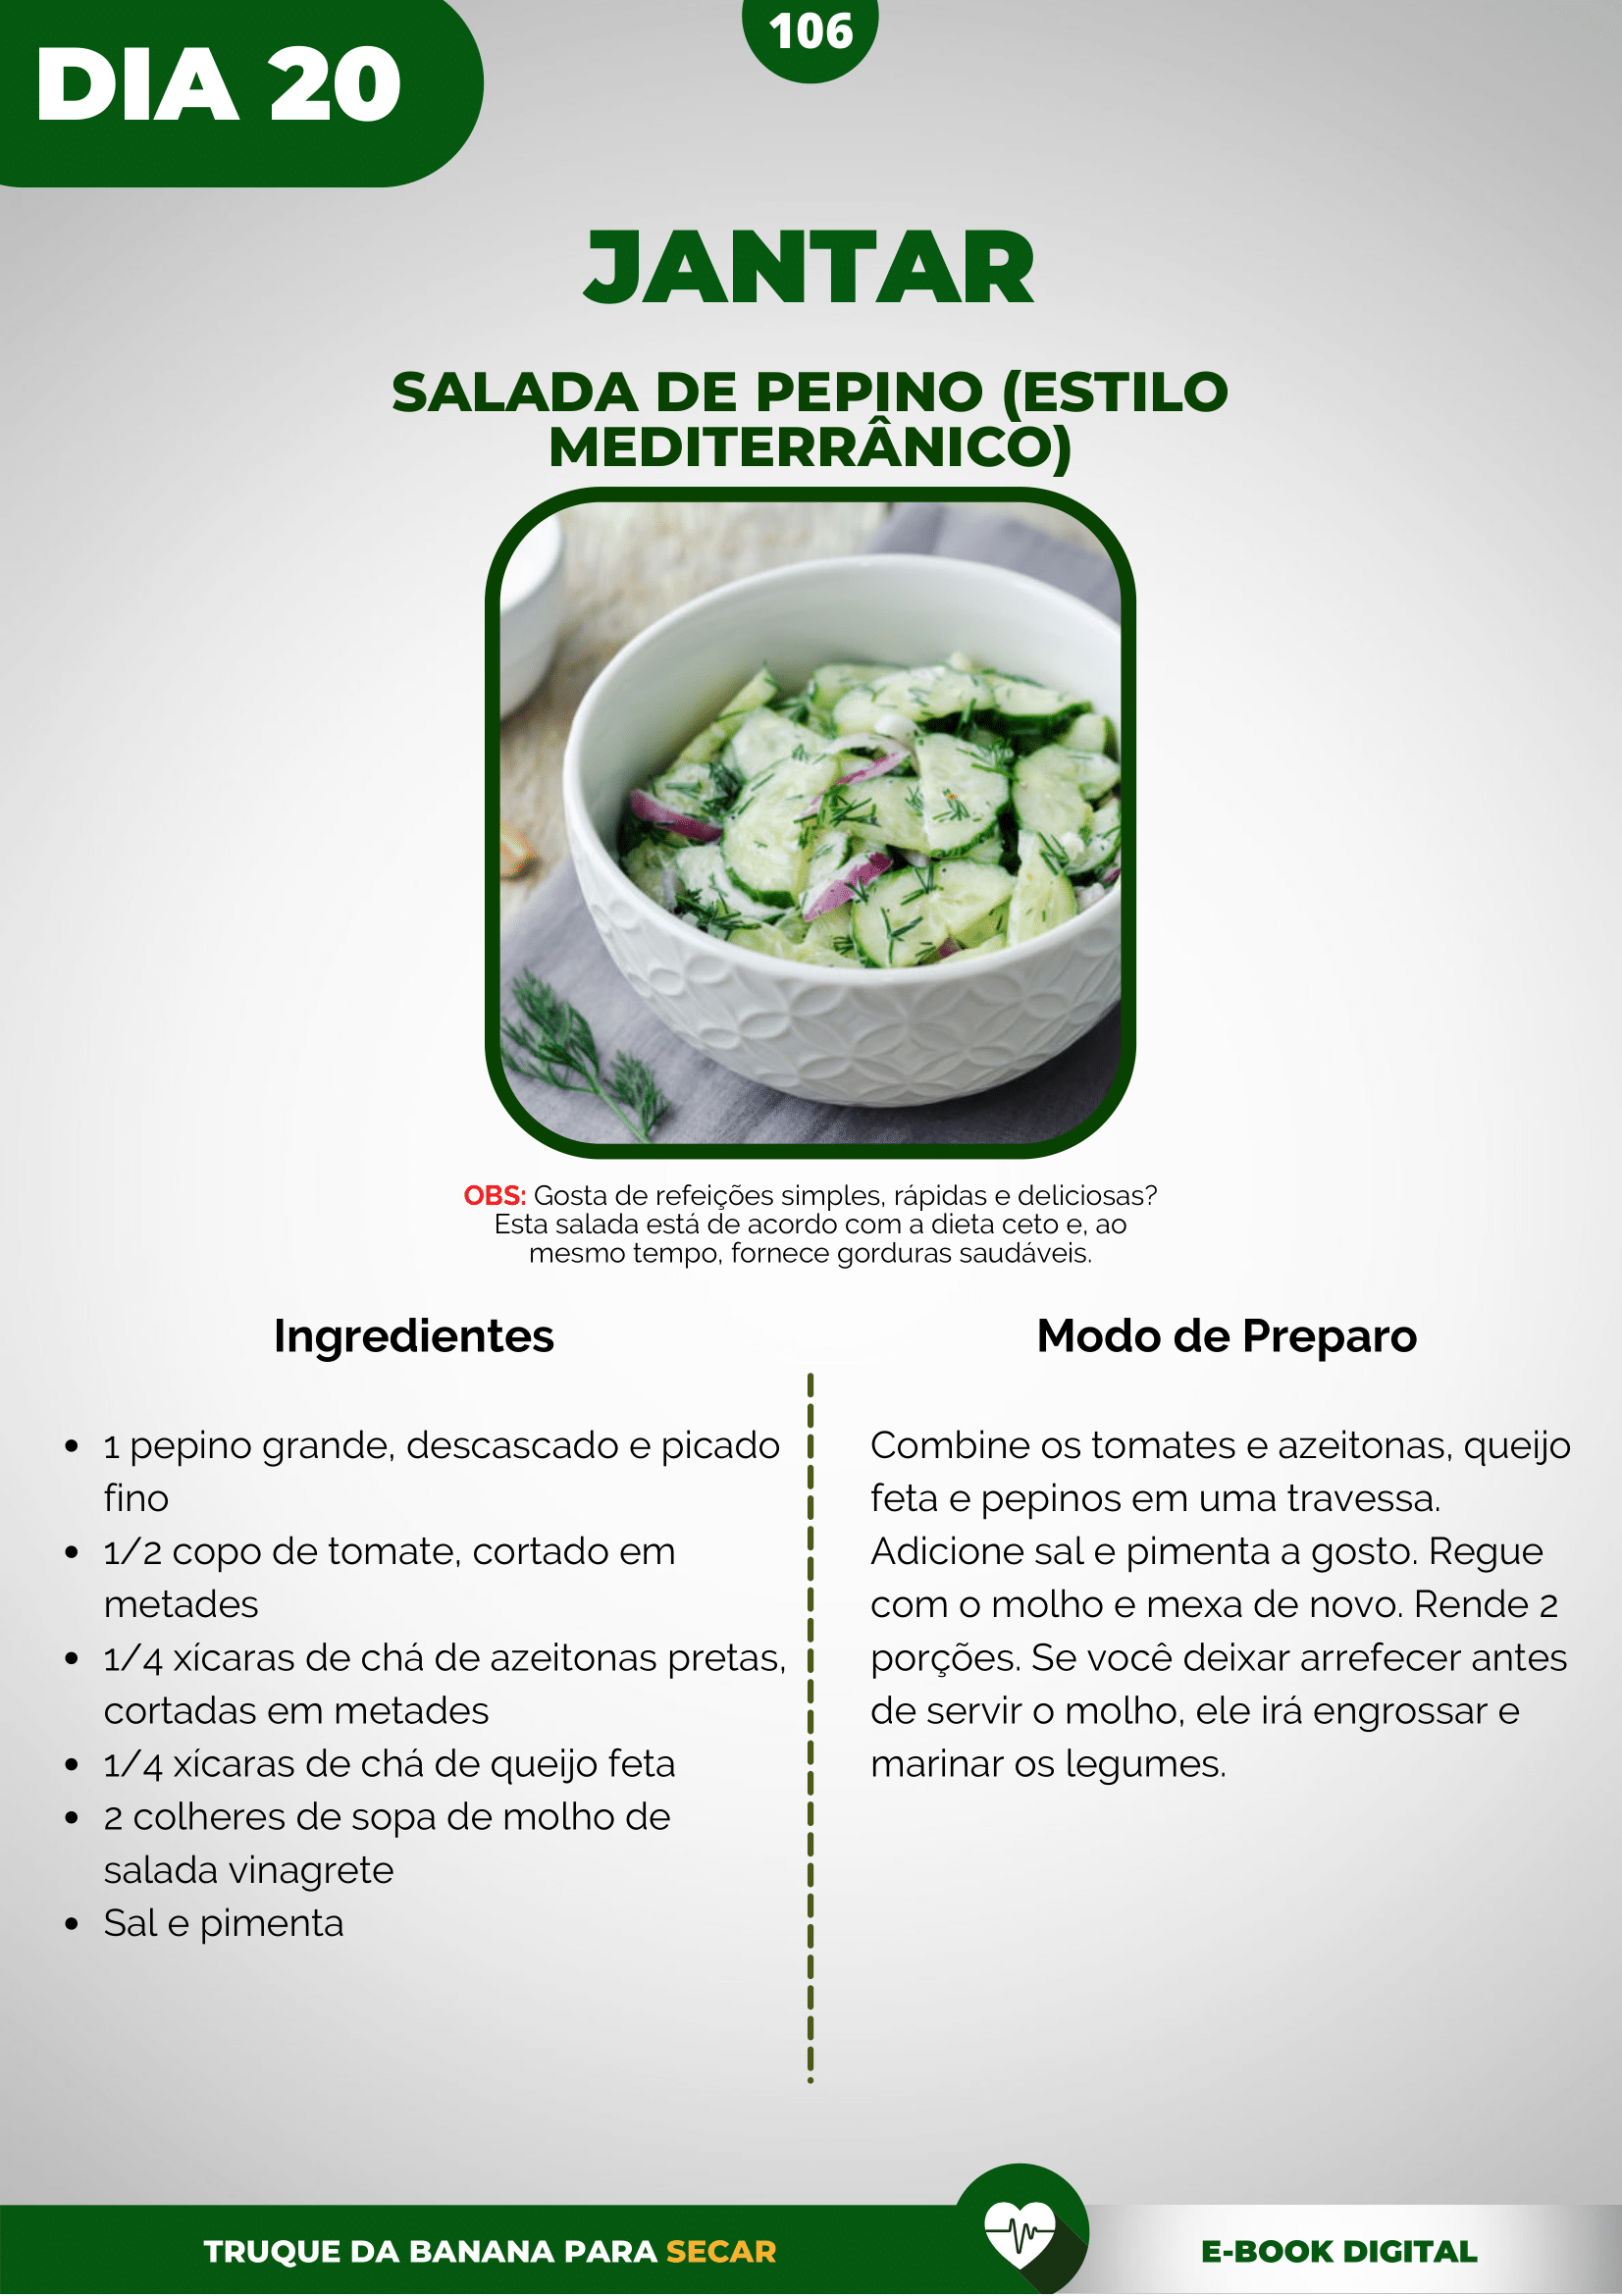 DIA 20
106
JANTAR
SALADA DE PEPINO (ESTILO
MEDITERRÂNICO)
OBS: Gosta de refeições simples, rápidas e deliciosas?
Esta salada está de acordo com a dieta ceto e, ao
mesmo tempo, fornece gorduras saudáveis.
Ingredientes
• 1 pepino grande, descascado e picado
fino
• 1/2 copo de tomate, cortado em
metades
• 1/4 xícaras de chá de azeitonas pretas,
cortadas em metades
• 1/4 xícaras de chá de queijo feta
• 2 colheres de sopa de molho de
salada vinagrete
• Sal e pimenta
Modo de Preparo
Combine os tomates e azeitonas, queijo
feta e pepinos em uma travessa.
Adicione sal e pimenta a gosto. Regue
com o molho e mexa de novo. Rende 2
porções. Se você deixar arrefecer antes
de servir o molho, ele irá engrossar e
marinar os legumes.
TRUQUE DA BANANA PARA SECAR
E-BOOK DIGITAL